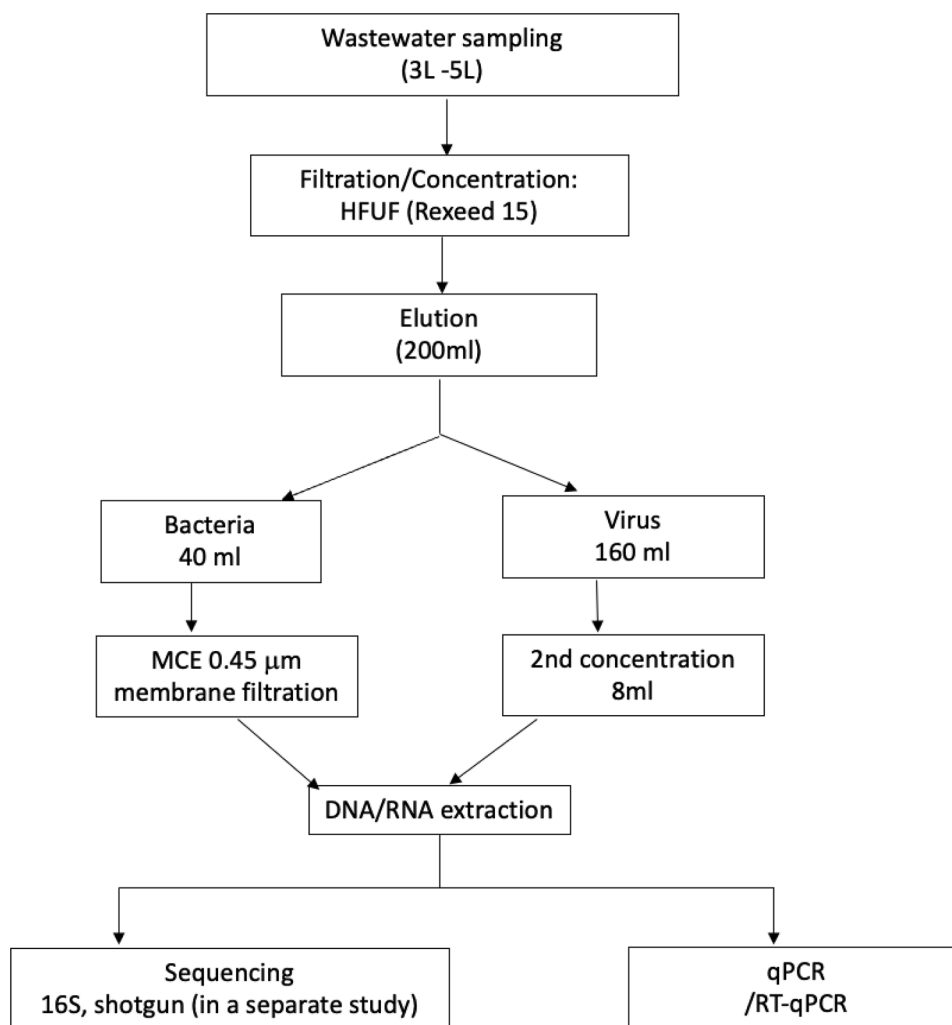 Wastewater sampling
(3L -5L)
Filtration/Concentration:
HFUF (Rexeed 15)
Elution
(200ml)
Bacteria
40 ml
Virus
160 ml
MCE 0.45 μm
membrane filtration
2nd concentration
8ml
DNA/RNA extraction
Sequencing
16S, shotgun (in a separate study)
qPCR
/RT-qPCR